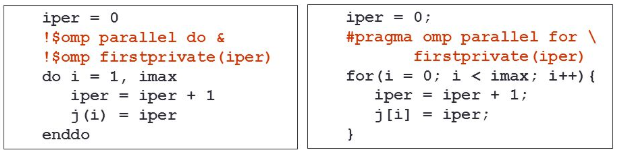 iper = 0
!$omp parallel do &
!$omp firstprivate(iper)
do i = 1, imax
   iper = iper + 1
   j(i) = iper
enddo
iper = 0;
#pragma omp parallel for \
        firstprivate(iper)
for(i = 0; i < imax; i++){
   iper = iper + 1;
   j[i] = iper;
}